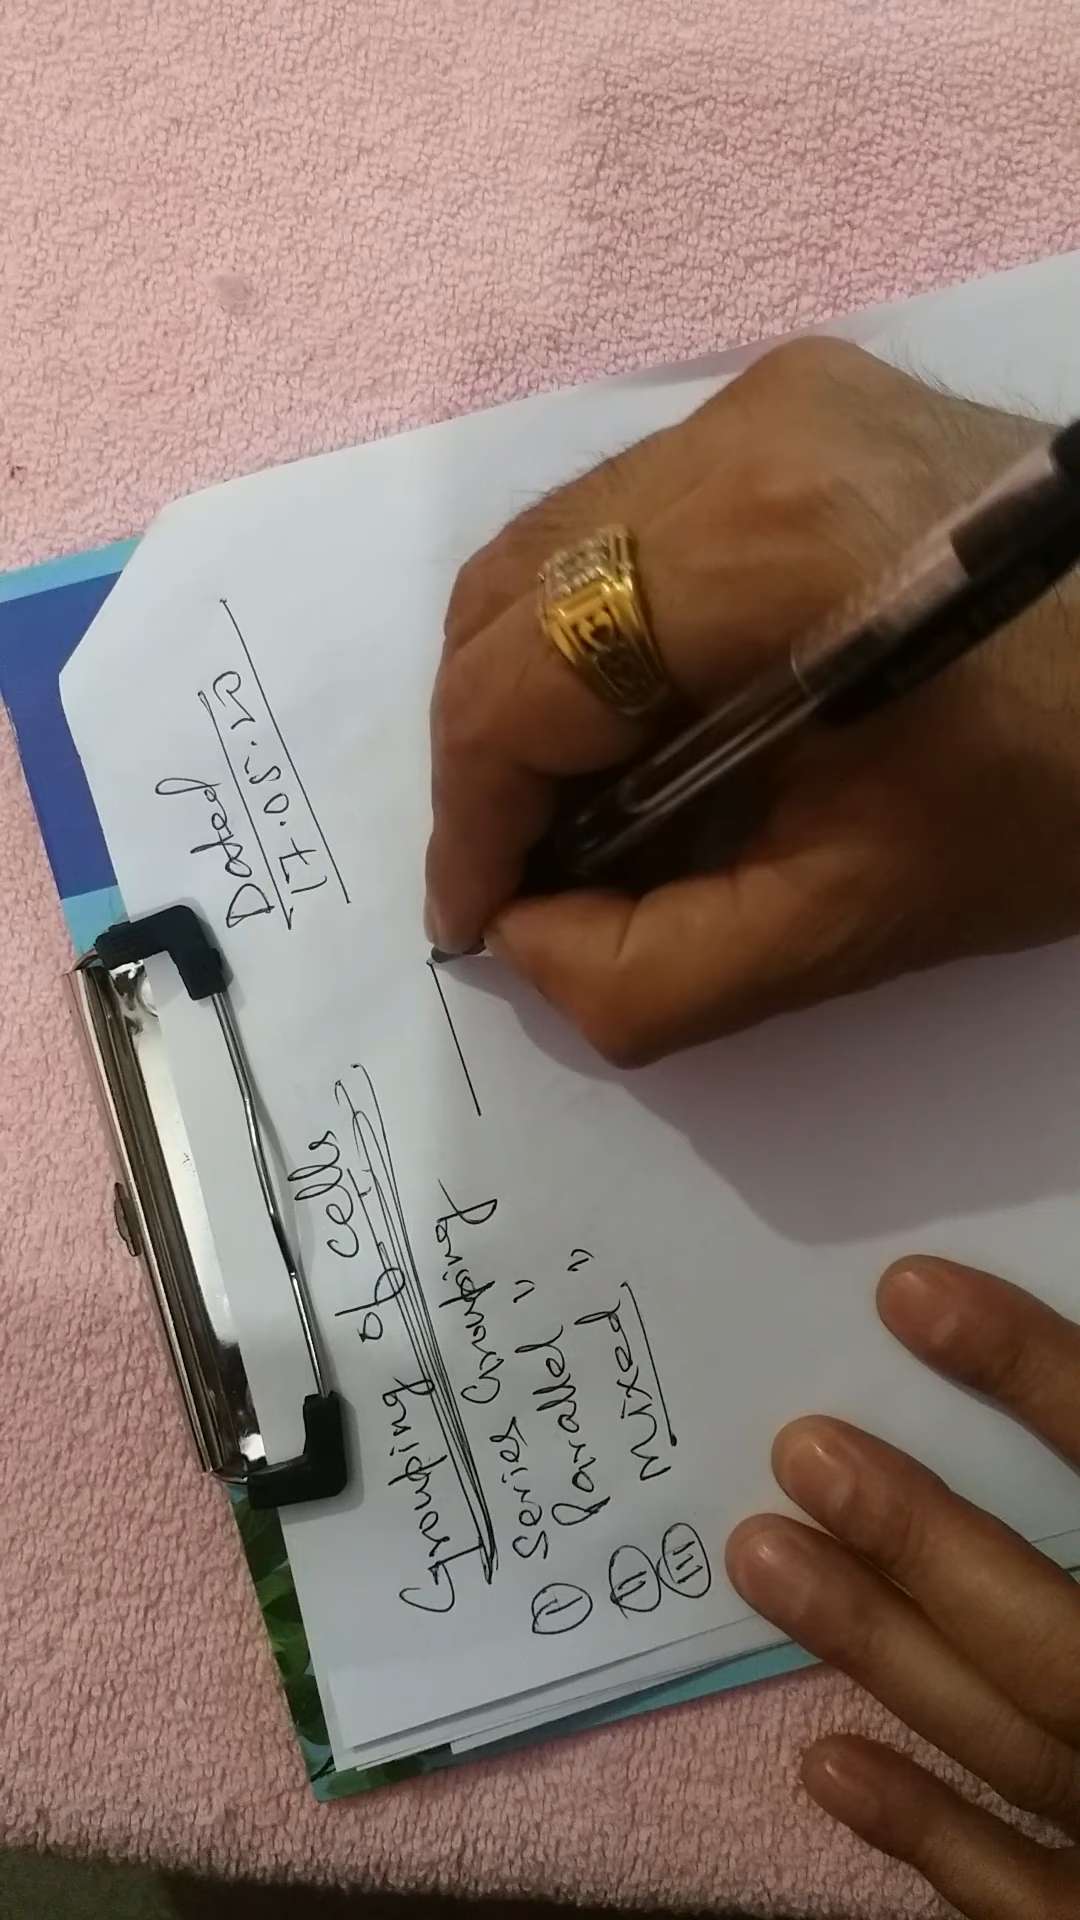 Dated
17.05.25
Grouping of cells
(I) Series Grouping
(II) Parallel "
(III) Mixed "